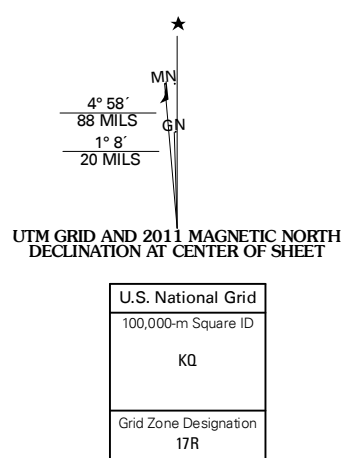 MN
4° 58´
88 MILS
GN
1° 8´
20 MILS
UTM GRID AND 2011 MAGNETIC NORTH
DECLINATION AT CENTER OF SHEET
U.S. National Grid
100,000-m Square ID
KQ
Grid Zone Designation
17R